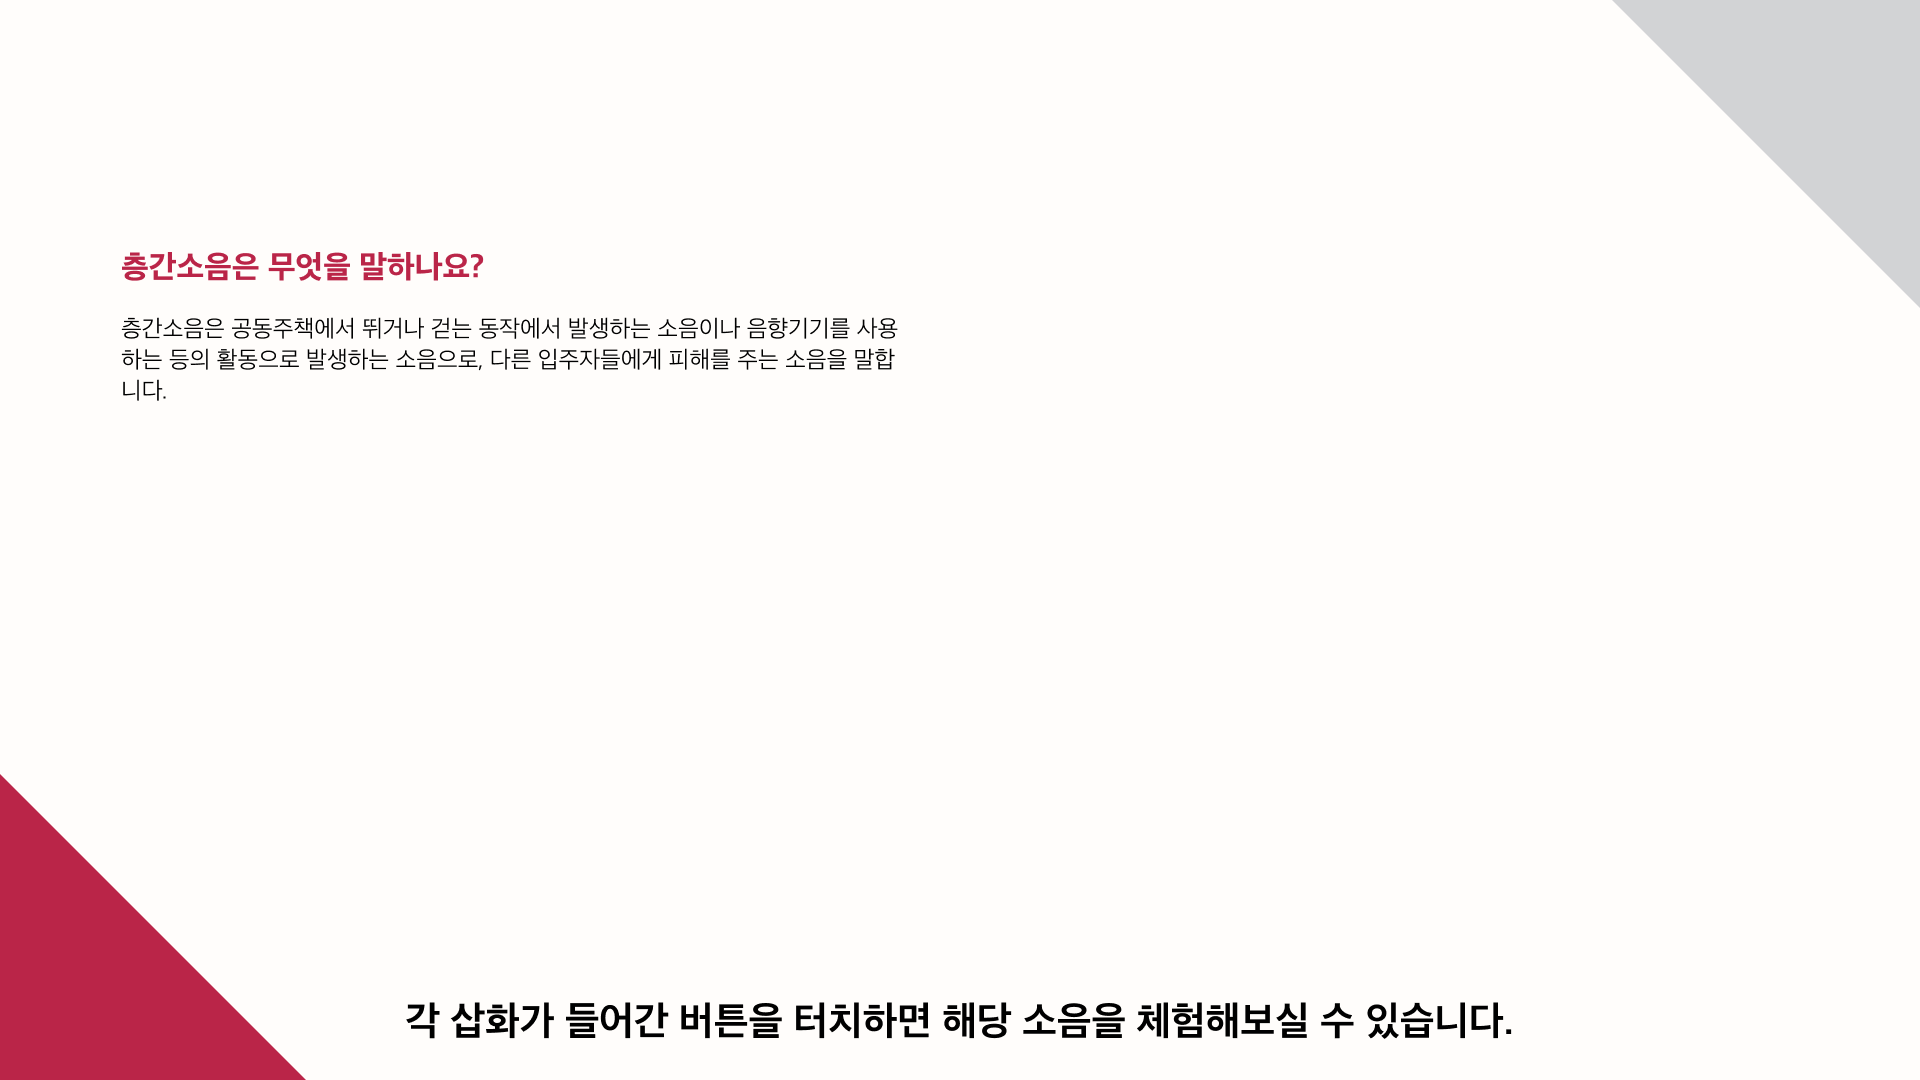 층간소음은 무엇을 말하나요?
층간소음은 공동주책에서 뛰거나 걷는 동작에서 발생하는 소음이나 음향기기를 사용
하는 등의 활동으로 발생하는 소음으로, 다른 입주자들에게 피해를 주는 소음을 말합
니다.
각 삽화가 들어간 버튼을 터치하면 해당 소음을 체험해보실 수 있습니다.